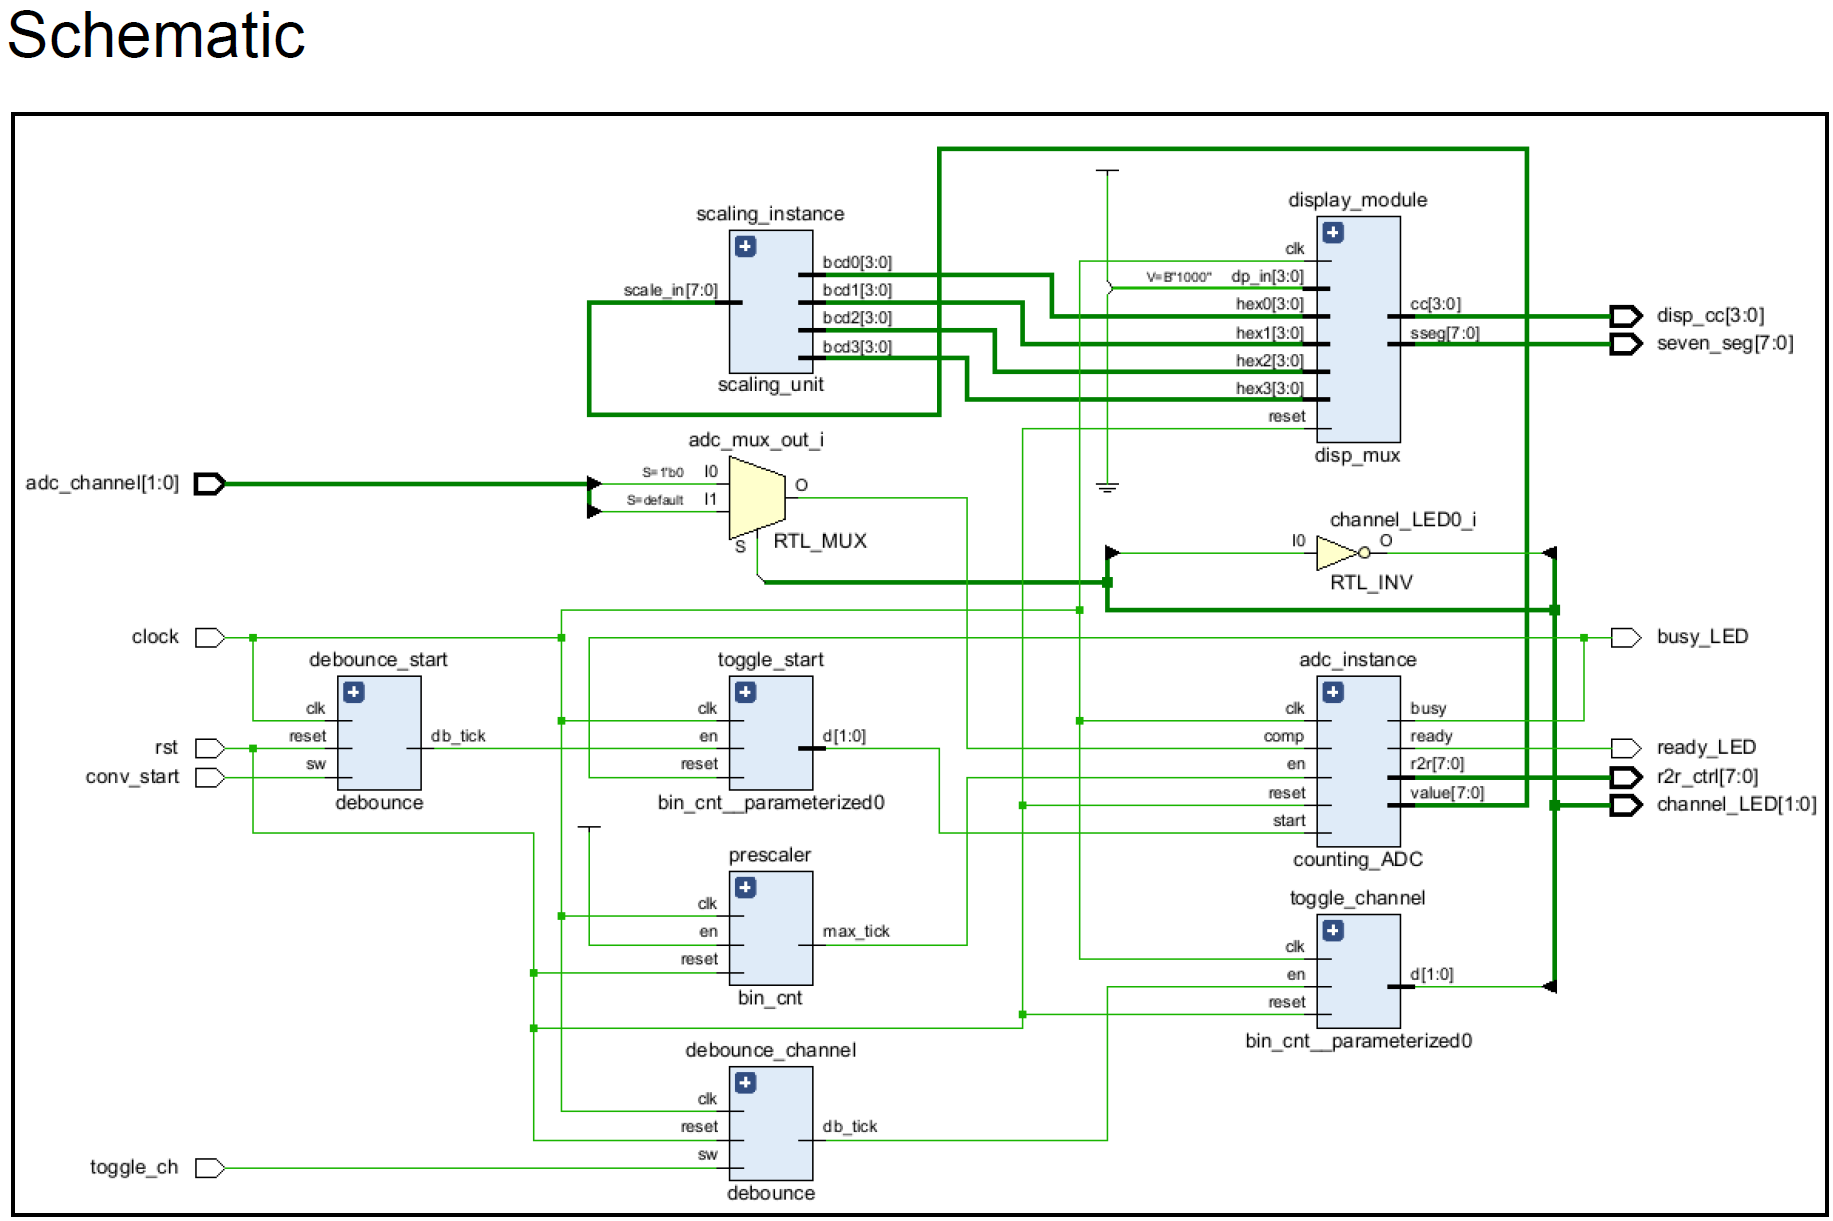 Schematic
scaling_instance
scale_in[7:0]
bcd0[3:0]
bcd1[3:0]
bcd2[3:0]
bcd3[3:0]
scaling_unit
display_module
clk
V=B"1000" dp_in[3:0]
hex0[3:0]
hex1[3:0]
hex2[3:0]
hex3[3:0]
reset
cc[3:0]
sseg[7:0]
disp_mux
disp_cc[3:0]
seven_seg[7:0]
adc_channel[1:0]
adc_mux_out_i
S=1'b0 I0
S=default I1
O
S
RTL_MUX
channel_LED0_i
I0
O
RTL_INV
clock
rst
conv_start
debounce_start
clk
reset
sw
db_tick
debounce
toggle_start
clk
en
reset
d[1:0]
bin_cnt__parameterized0
adc_instance
clk
comp
en
reset
start
busy
ready
r2r[7:0]
value[7:0]
counting_ADC
busy_LED
ready_LED
r2r_ctrl[7:0]
channel_LED[1:0]
prescaler
clk
en
reset
max_tick
bin_cnt
toggle_channel
clk
en
reset
d[1:0]
bin_cnt__parameterized0
debounce_channel
clk
reset
sw
db_tick
debounce
toggle_ch